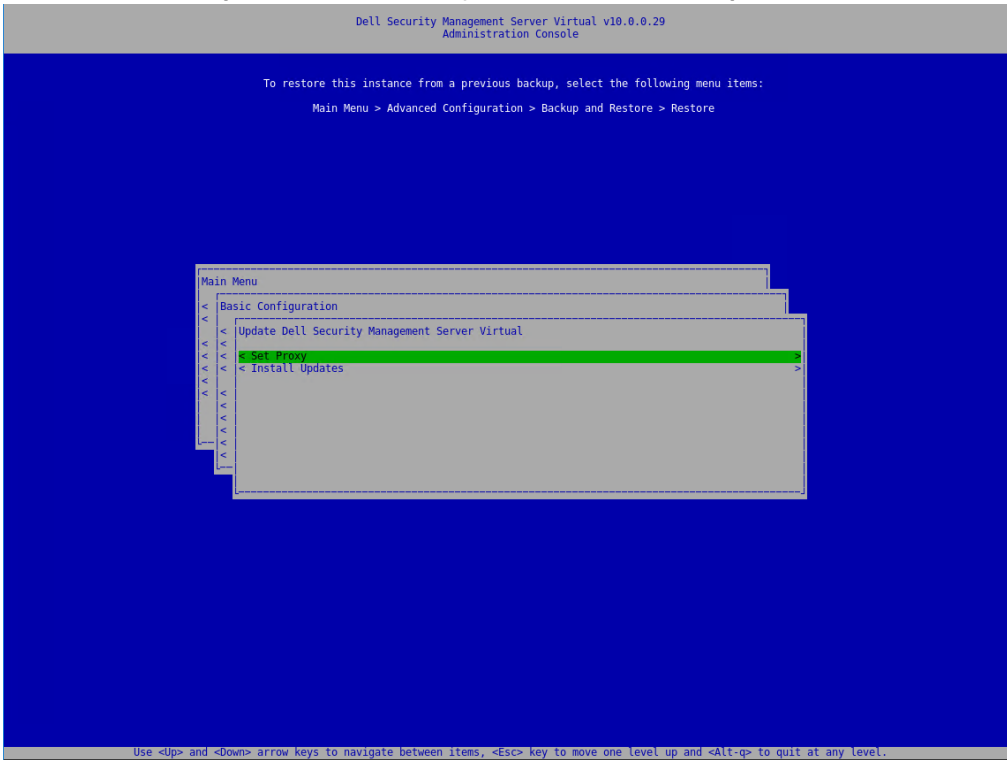 Dell Security Management Server Virtual v10.0.0.29
Administration Console
To restore this instance from a previous backup, select the following menu items:
Main Menu > Advanced Configuration > Backup and Restore > Restore
Main Menu
< Basic Configuration
<
< Update Dell Security Management Server Virtual
< <
< < < Set Proxy >
< < < Install Updates >
<
< <
<
<
<
<
<
Use <Up> and <Down> arrow keys to navigate between items, <Esc> key to move one level up and <Alt-q> to quit at any level.